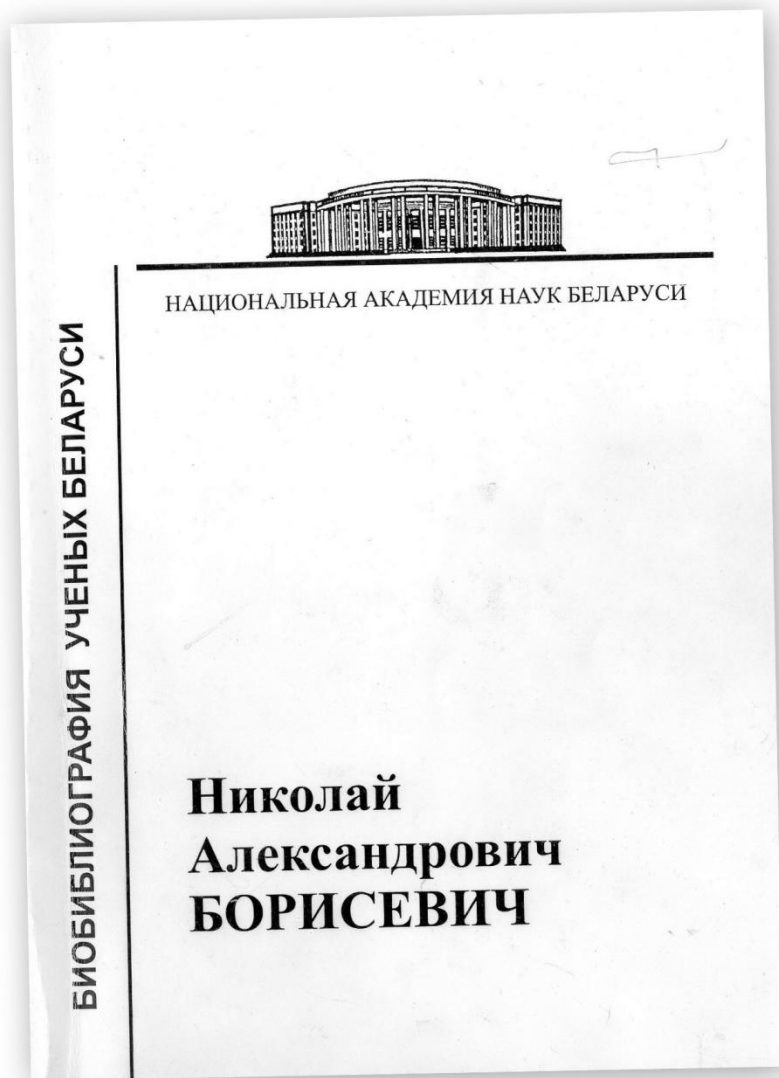 НАЦИОНАЛЬНАЯ АКАДЕМИЯ НАУК БЕЛАРУСИ
БИОБИБЛИОГРАФИЯ УЧЕНЫХ БЕЛАРУСИ
Николай
Александрович
БОРИСЕВИЧ